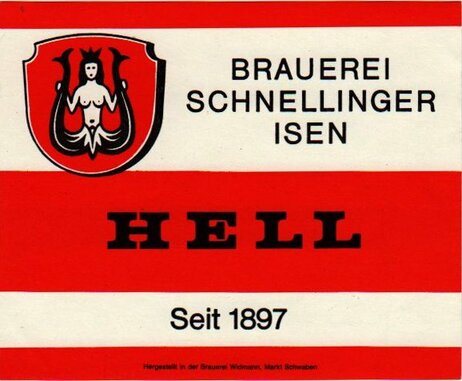 BRAUEREI
SCHNELLINGER
ISEN
HELL
Seit 1897
Hergestellt in der Brauerei Widmann, Markt Schwaben